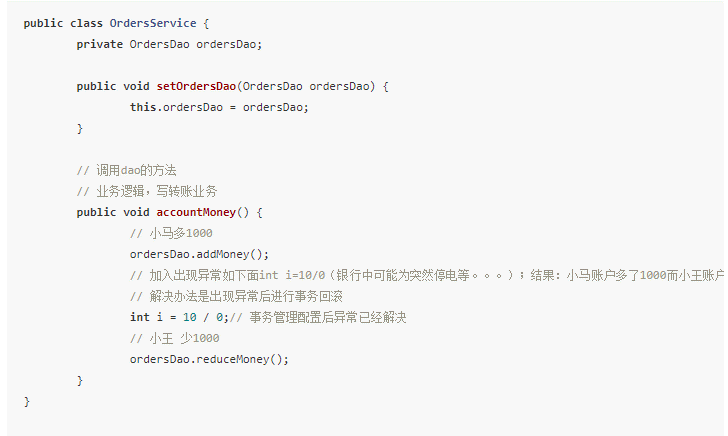 public class OrdersService {
private OrdersDao ordersDao;
public void setOrdersDao(OrdersDao ordersDao) {
this.ordersDao = ordersDao;
}
// 调用dao的方法
// 业务逻辑，写转账业务
public void accountMoney() {
// 小马多1000
ordersDao.addMoney();
// 加入出现异常如下面int i=10/0（银行中可能为突然停电等。。。）；结果：小马账户多了1000而小王账户
// 解决办法是出现异常后进行事务回滚
int i = 10 / 0;// 事务管理配置后异常已经解决
// 小王 少1000
ordersDao.reduceMoney();
}
}